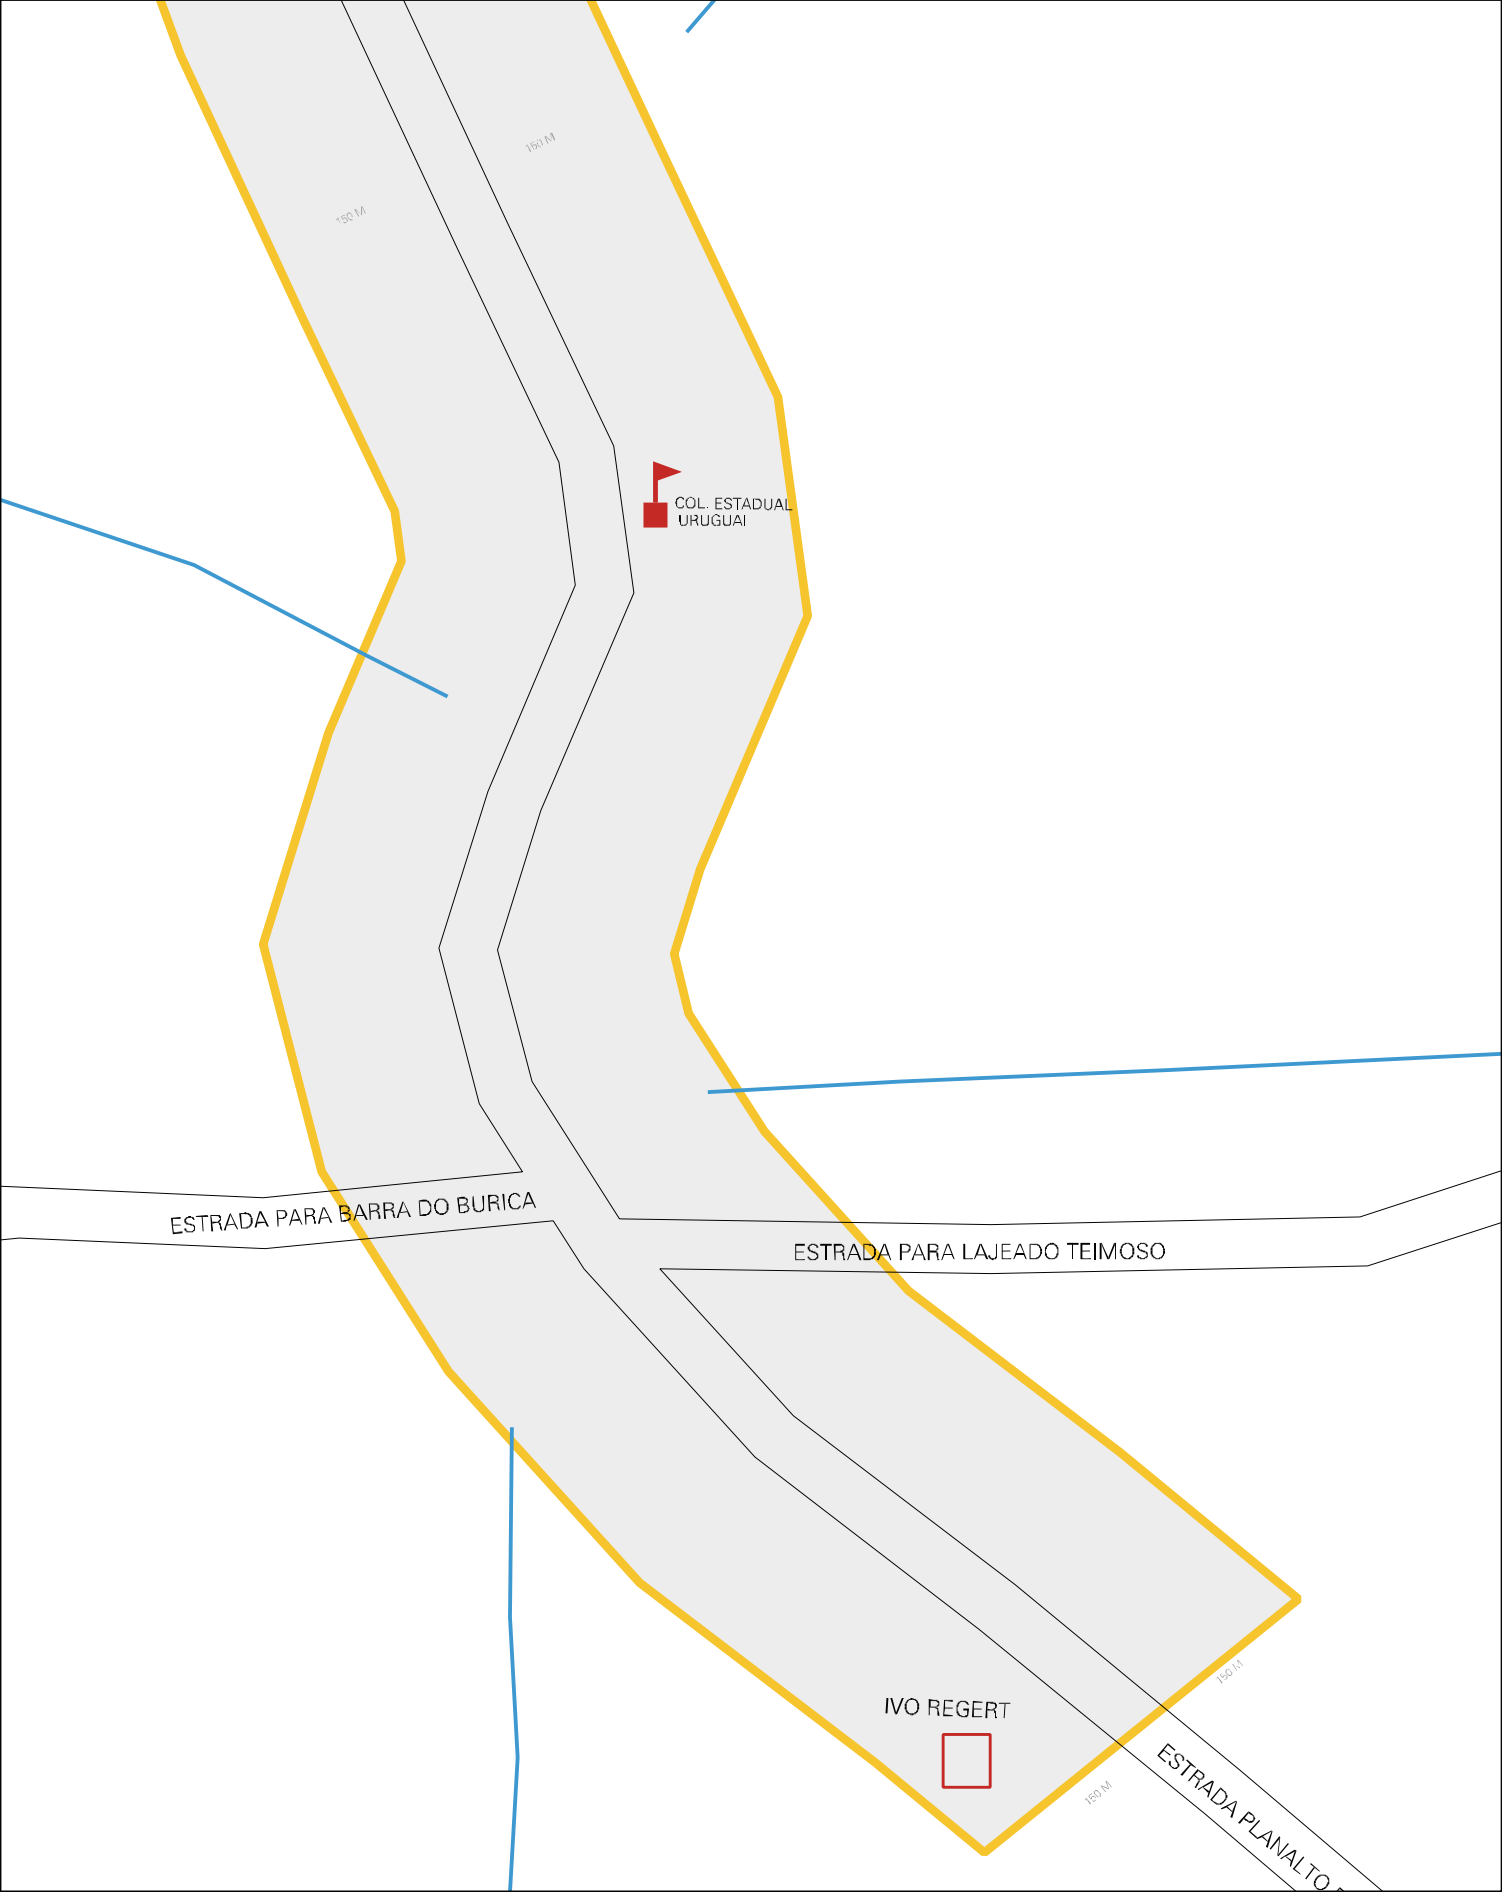 150 M
150 M
COL. ESTADUAL
URUGUAI
ESTRADA PARA BARRA DO BURICA
ESTRADA PARA LAJEADO TEIMOSO
150 M
IVO REGERT
150 M
ESTRADA PLANALTO